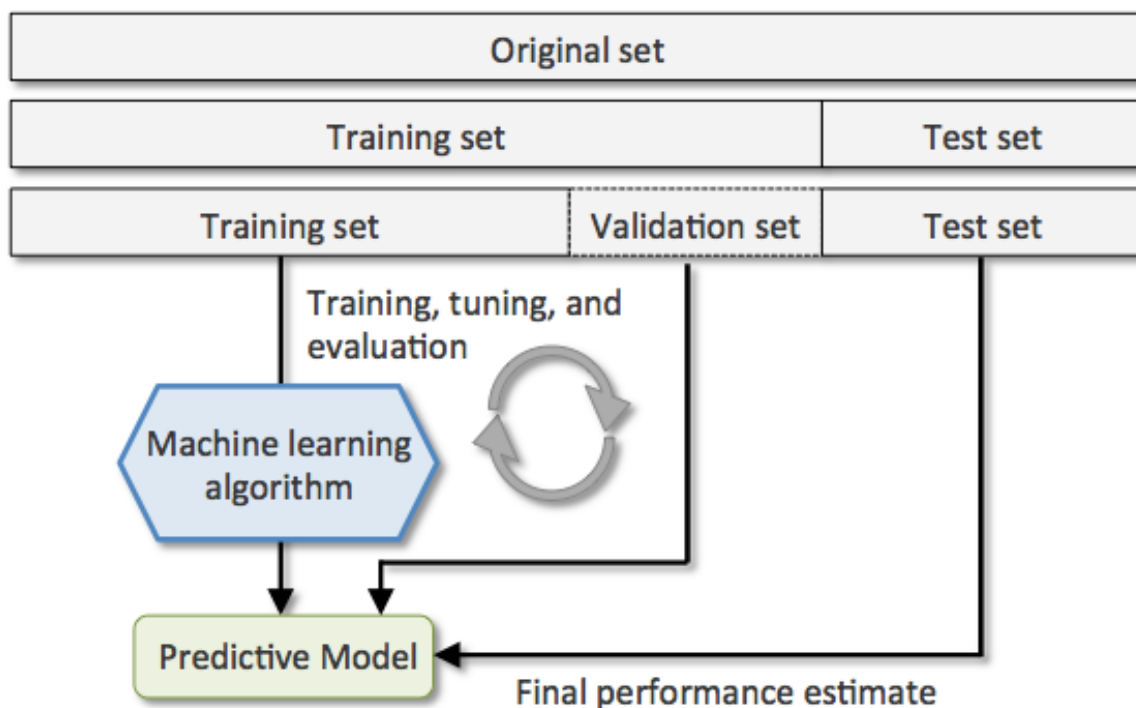 Original set
Training set
Test set
Training set
Validation set
Test set
Training, tuning, and
evaluation
Machine learning
algorithm
Predictive Model
Final performance estimate